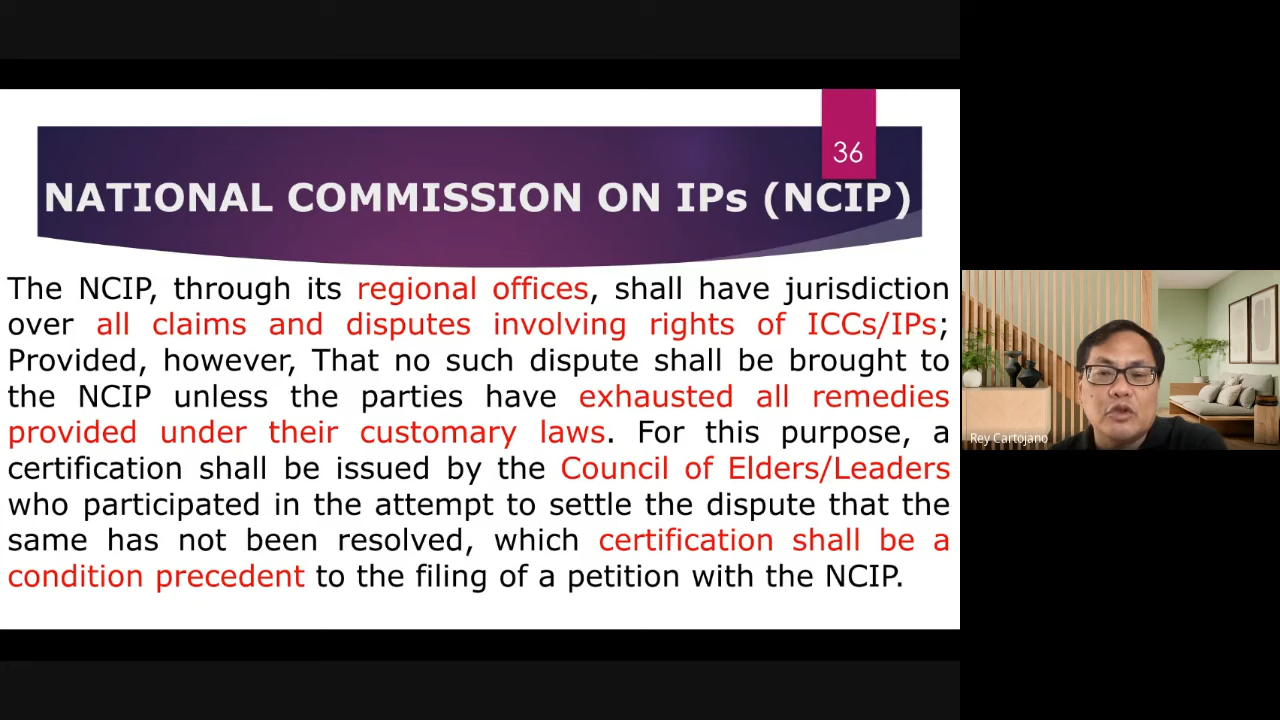 36
NATIONAL COMMISSION ON IPs (NCIP)
The NCIP, through its regional offices, shall have jurisdiction
over all claims and disputes involving rights of ICCs/IPs;
Provided, however, That no such dispute shall be brought to
the NCIP unless the parties have exhausted all remedies
provided under their customary laws. For this purpose, a
certification shall be issued by the Council of Elders/Leaders
who participated in the attempt to settle the dispute that the
same has not been resolved, which certification shall be a
condition precedent to the filing of a petition with the NCIP.
Rey Cartojano